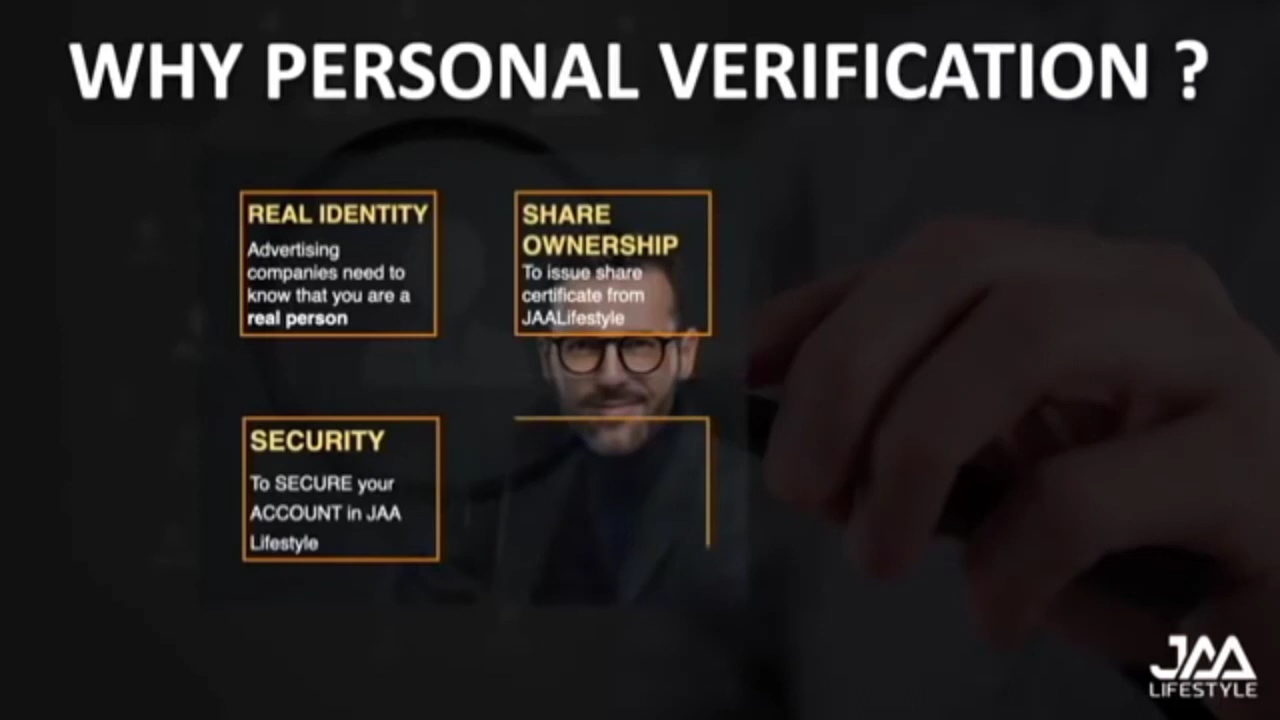 WHY PERSONAL VERIFICATION ?
REAL IDENTITY
Advertising
companies need to
know that you are a
real person
SHARE
OWNERSHIP
To issue share
certificate from
JAALifestyle
SECURITY
To SECURE your
ACCOUNT in JAA
Lifestyle
JAA
LIFESTYLE